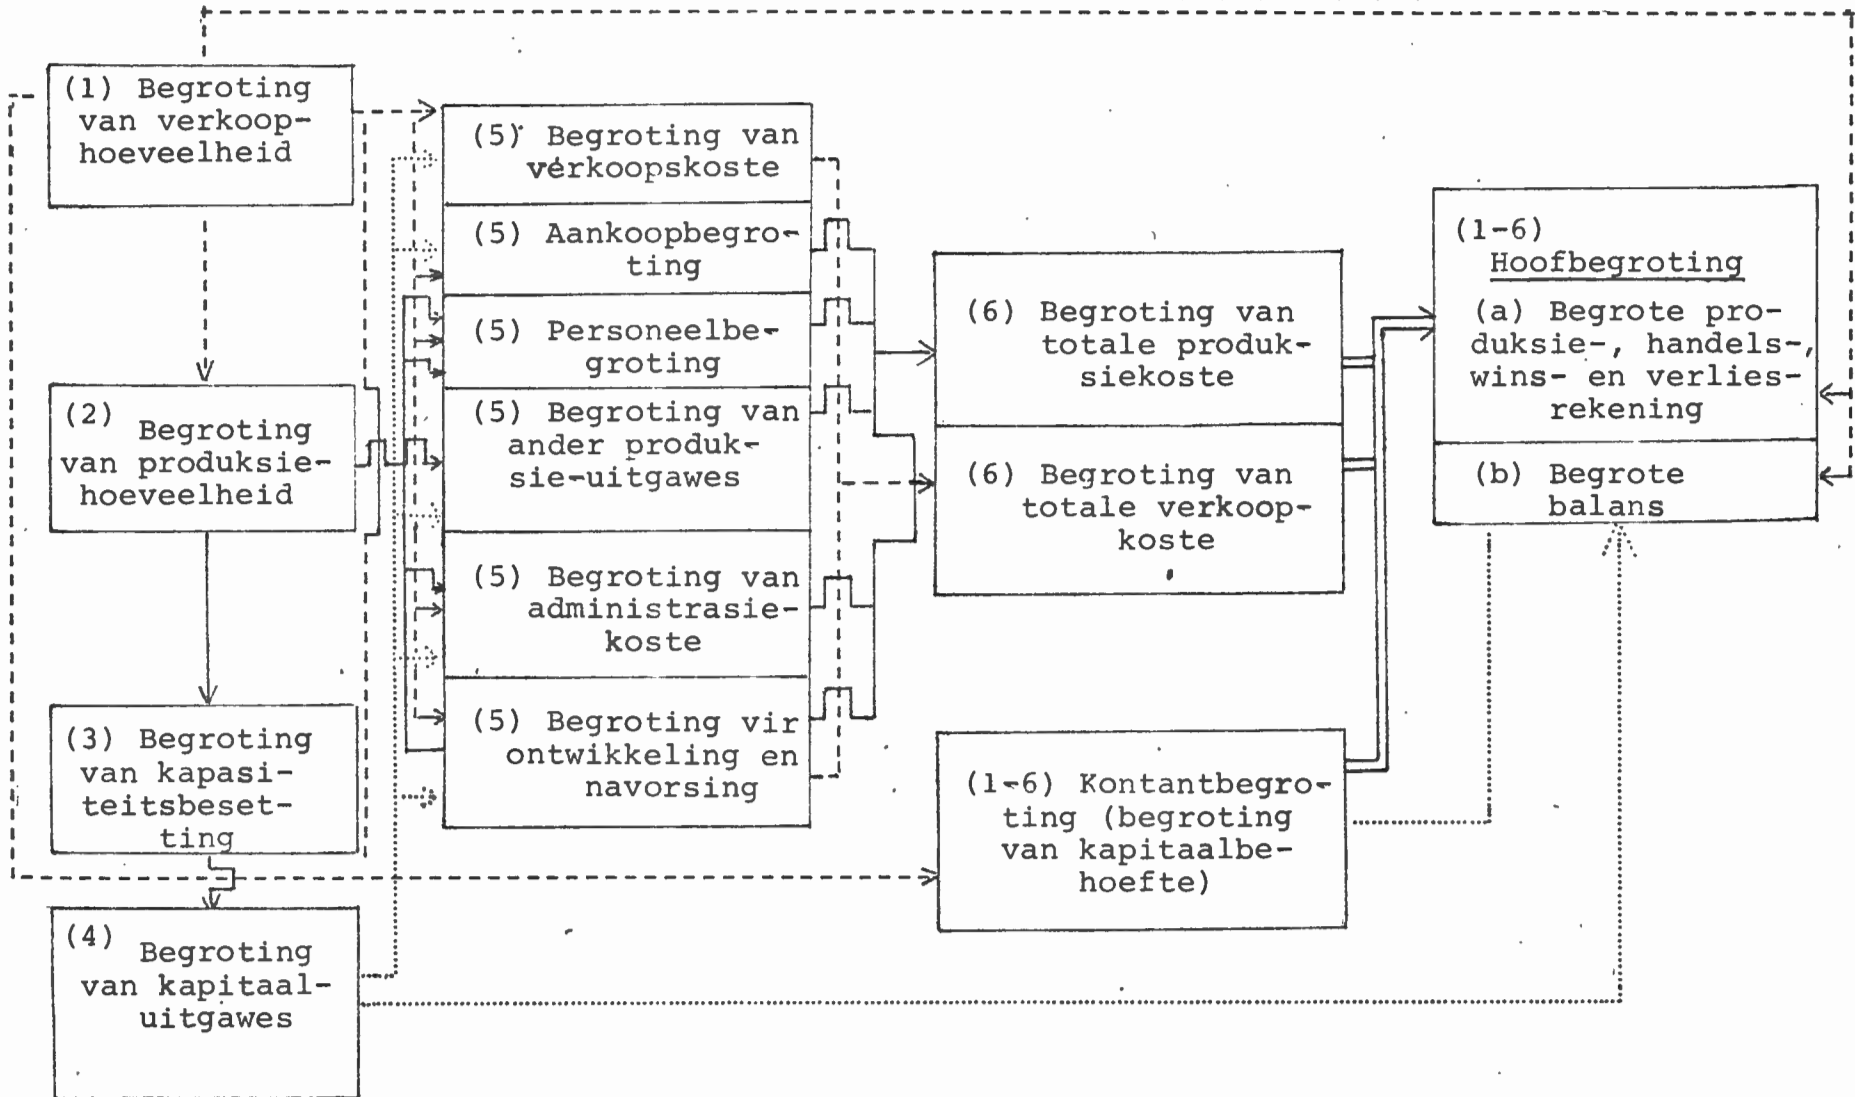 (1) Begroting
van verkoop-
hoeveelheid
(2)
Begroting
van produksie-
hoeveelheid
(3) Begroting
van kapasi-
teitsbeset-
ting
(4)
Begroting
van kapitaal-
uitgawes
(5) Begroting van
verkoopskoste
(5) Aankoopbegro-
ting
(5) Personeelbe-
groting
(5) Begroting van
ander produk-
sie-uitgawes
(5) Begroting van
administrasie-
koste
(5) Begroting vir
ontwikkeling en
navorsing
(6) Begroting van
totale produk-
siekoste
(6) Begroting van
totale verkoop-
koste
(1-6) Kontantbegro-
ting (begroting
van kapitaalbe-
hoefte)
(1-6)
Hoofbegroting
(a) Begrote pro-
duksie-, handels-,
wins- en verlies-
rekening
(b) Begrote
balans